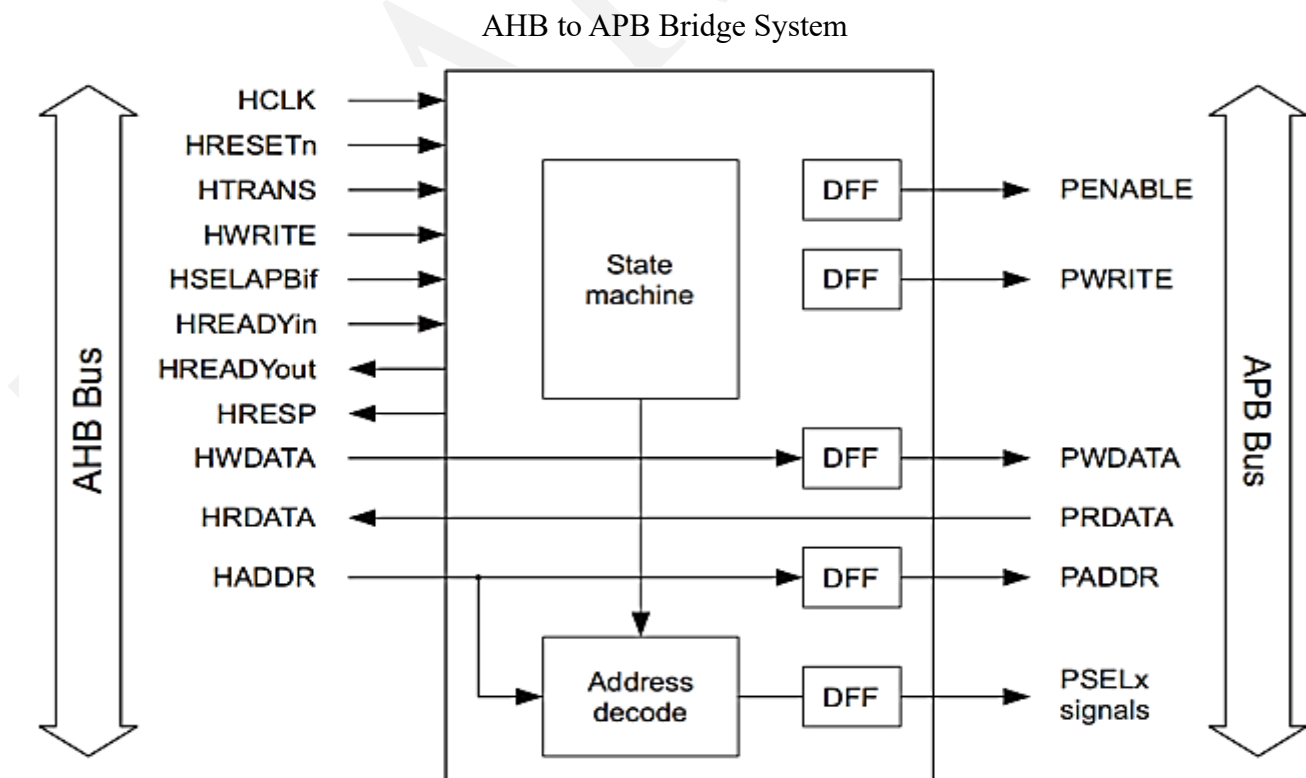 AHB to APB Bridge System
AHB Bus
HCLK
HRESETn
HTRANS
HWRITE
HSELAPBif
HREADYin
HREADYout
HRESP
HWDATA
HRDATA
HADDR
State
machine
Address
decode
DFF
DFF
DFF
DFF
DFF
PENABLE
PWRITE
PWDATA
PRDATA
PADDR
PSELx
signals
APB Bus